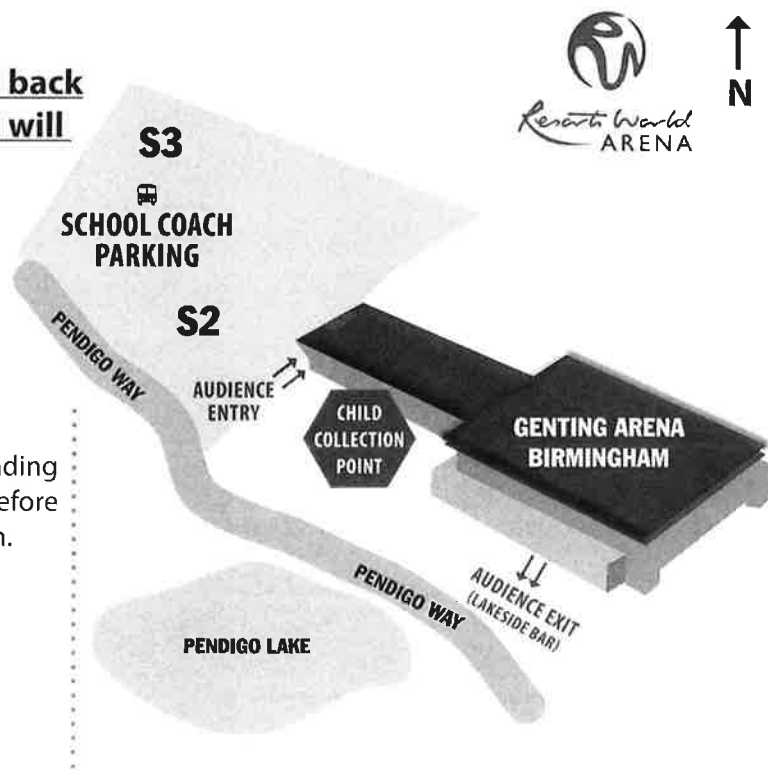 back
will
Resorts World
ARENA
N
S3
SCHOOL COACH
PARKING
S2
PENDIGO WAY
AUDIENCE
ENTRY
CHILD
COLLECTION
POINT
GENTING ARENA
BIRMINGHAM
nding
efore
n.
PENDIGO WAY
AUDIENCE EXIT
(LAKESIDE BAR)
PENDIGO LAKE